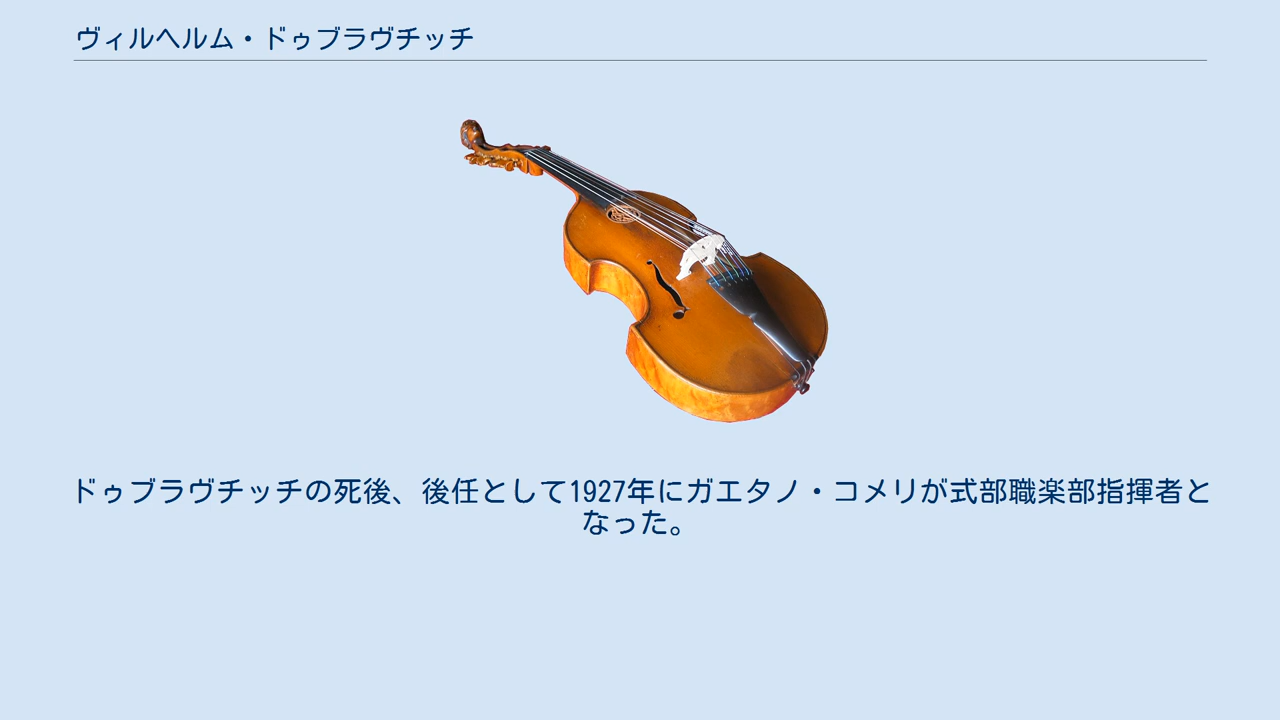 ヴィルヘルム・ドゥブラヴチッチ
ドゥブラヴチッチの死後、後任として1927年にガエタノ・コメリが式部職楽部指揮者と
なった。